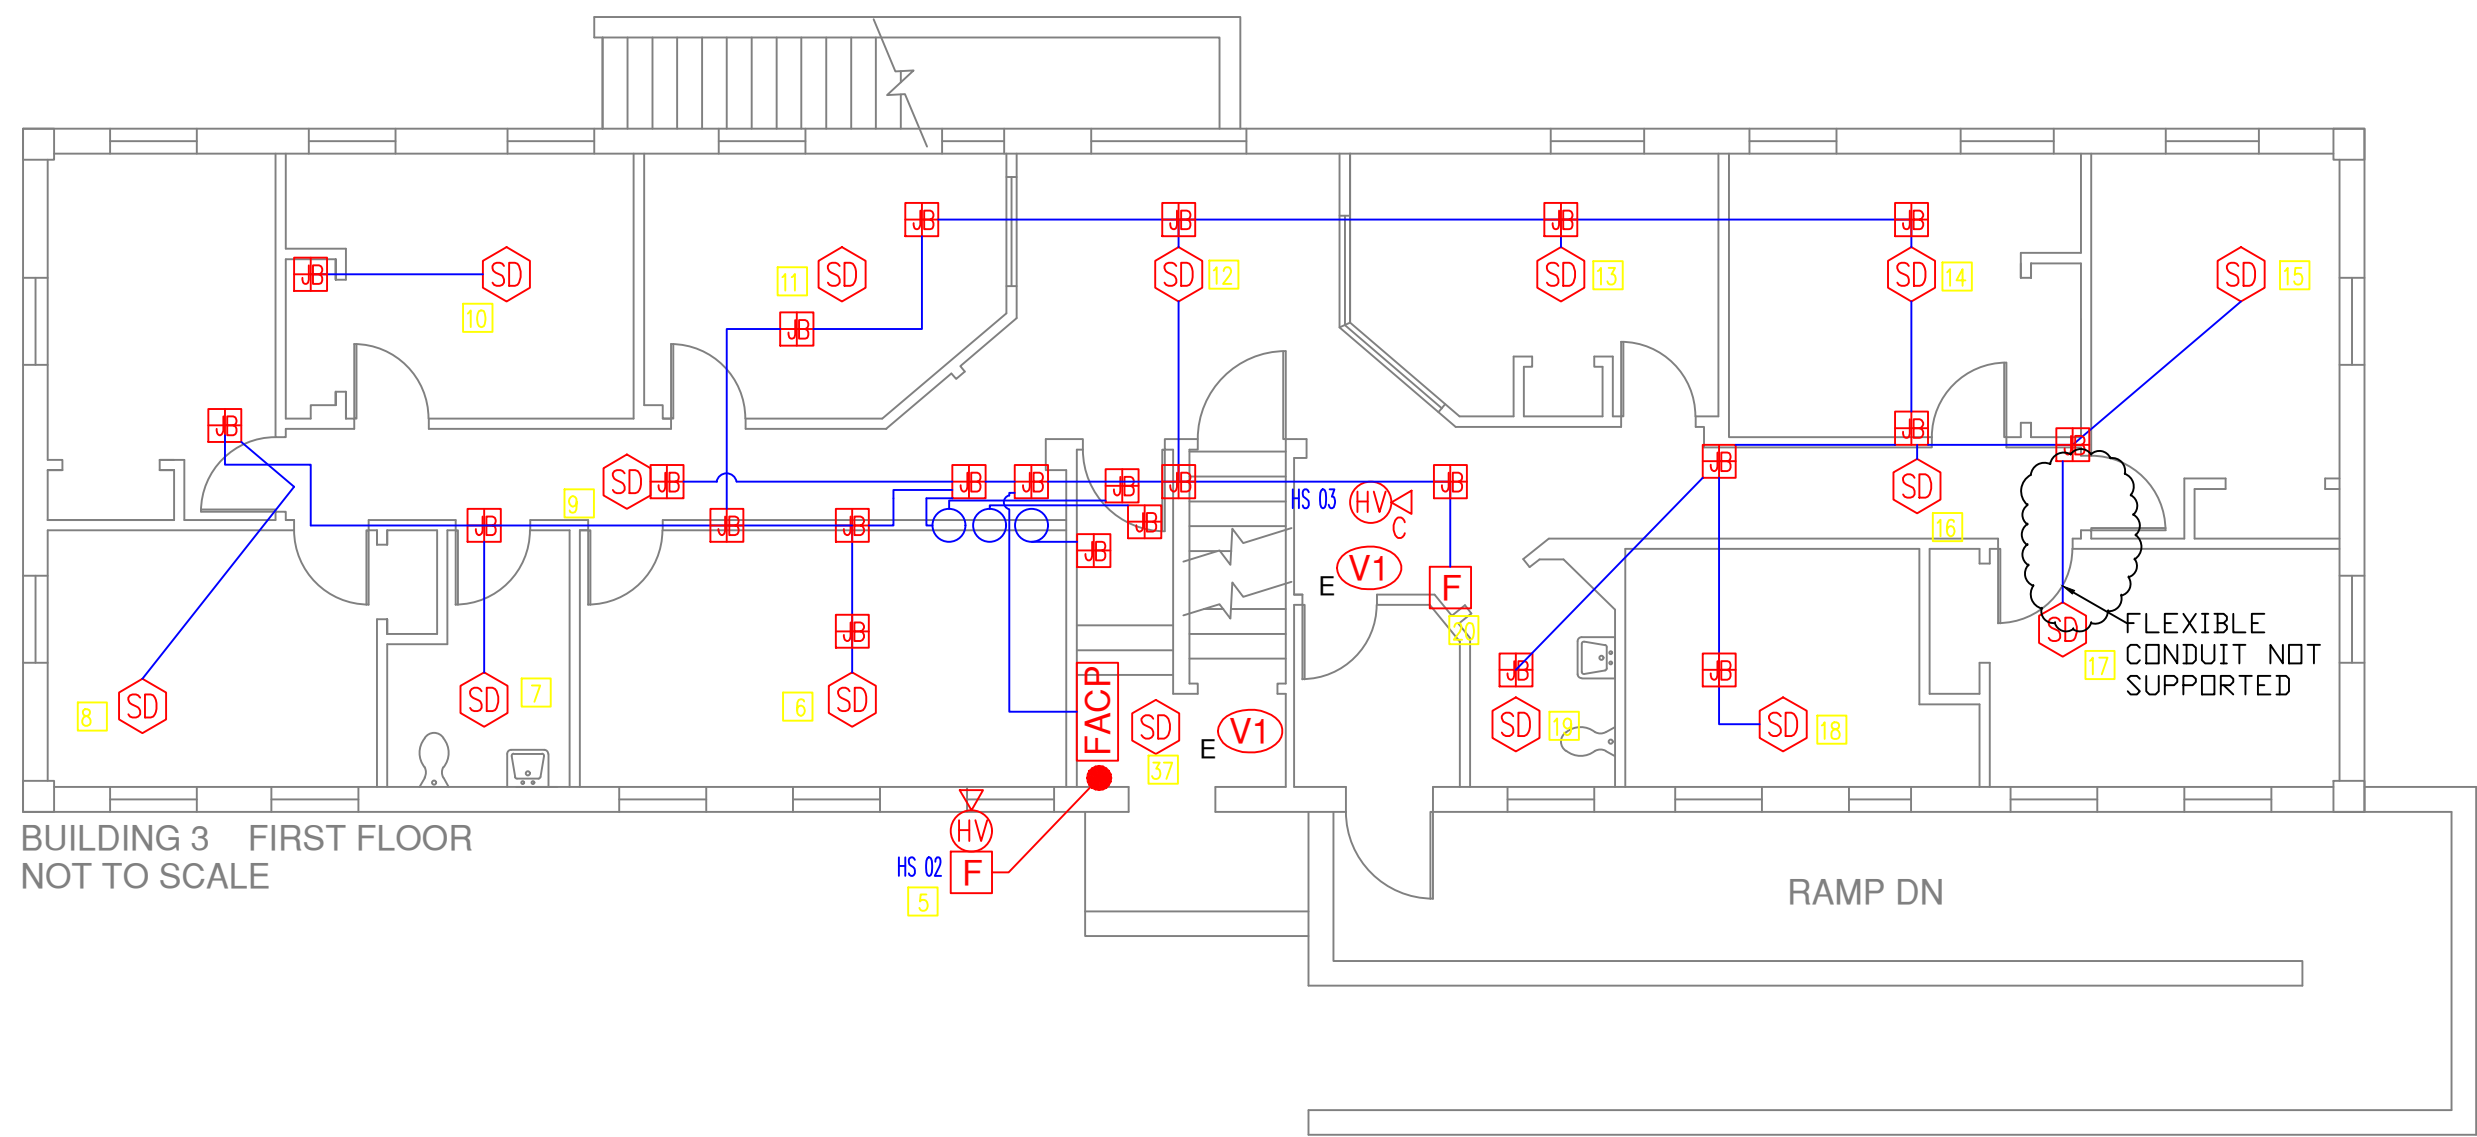 JB
JB
JB
JB
JB
SD
10
11
SD
SD
12
SD
13
SD
14
SD
15
JB
JB
JB
JB
JB
9
SD
JB
JB
JB
JB
JB
JB
HS 03
HV
C
JB
SD
16
JB
JB
JB
JB
JB
V1
E
F
20
JB
FLEXIBLE
CONDUIT NOT
SUPPORTED
SD
17
8
SD
SD
7
6
SD
FACP
SD
37
E
V1
JB
SD
19
JB
SD
18
BUILDING 3 FIRST FLOOR
NOT TO SCALE
HV
HS 02
F
5
RAMP DN